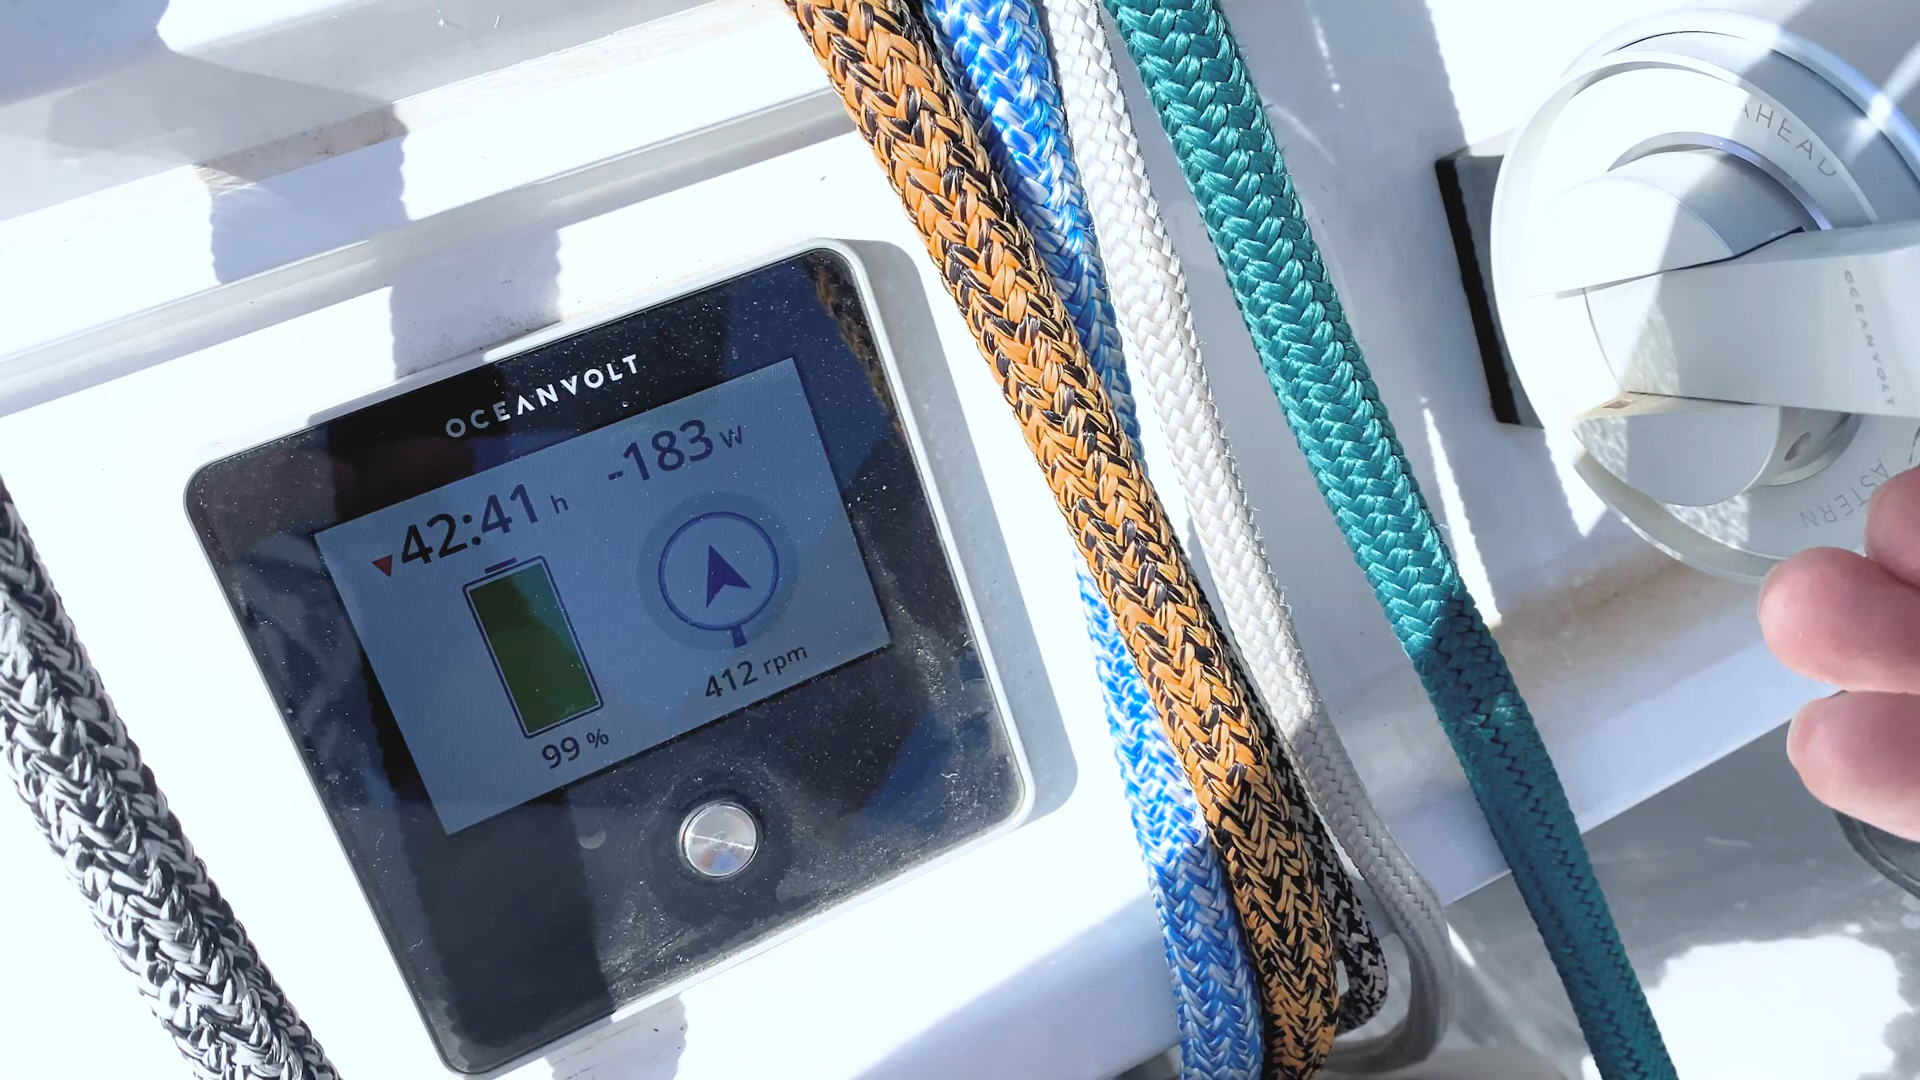 OCEANVOLT
▼42:41 h
-183 W
412 rpm
99 %
AHEAD
OCEANVOLT
ASTERN